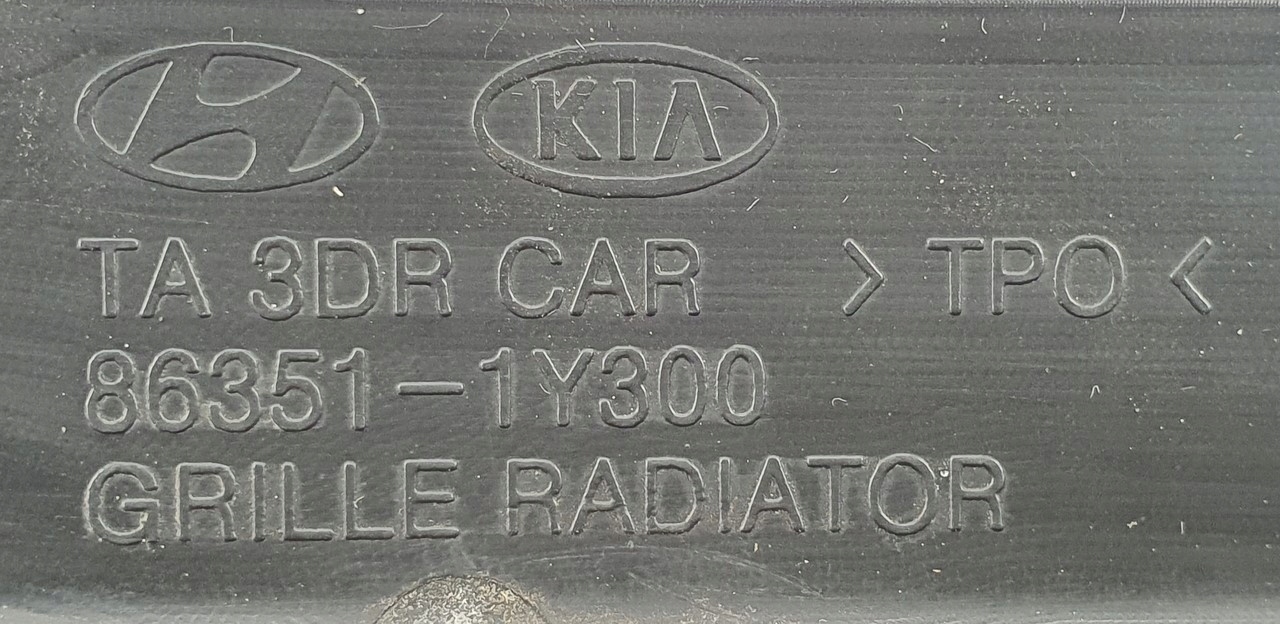 KIA
TA 3DR CAR > TPO <
86351-1Y300
GRILLE RADIATOR